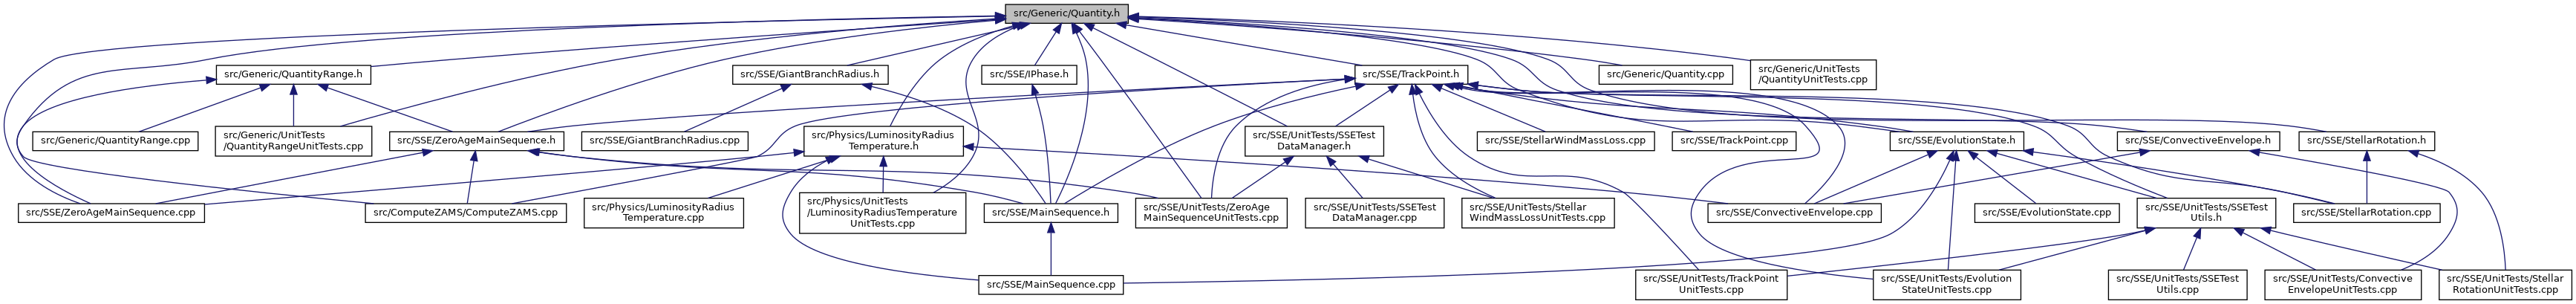 src/Generic/Quantity.h
src/Generic/QuantityRange.h
src/SSE/GiantBranchRadius.h
src/SSE/IPhase.h
src/SSE/TrackPoint.h
src/Generic/Quantity.cpp
src/Generic/UnitTests
/QuantityUnitTests.cpp
src/Generic/QuantityRange.cpp
src/Generic/UnitTests
/QuantityRangeUnitTests.cpp
src/SSE/ZeroAgeMainSequence.h
src/SSE/GiantBranchRadius.cpp
src/Physics/LuminosityRadius
Temperature.h
src/SSE/UnitTests/SSETest
DataManager.h
src/SSE/StellarWindMassLoss.cpp
src/SSE/TrackPoint.cpp
src/SSE/EvolutionState.h
src/SSE/ConvectiveEnvelope.h
src/SSE/StellarRotation.h
src/SSE/ZeroAgeMainSequence.cpp
src/ComputeZAMS/ComputeZAMS.cpp
src/Physics/LuminosityRadius
Temperature.cpp
src/Physics/UnitTests
/LuminosityRadiusTemperature
UnitTests.cpp
src/SSE/MainSequence.h
src/SSE/UnitTests/ZeroAge
MainSequenceUnitTests.cpp
src/SSE/UnitTests/SSETest
DataManager.cpp
src/SSE/UnitTests/Stellar
WindMassLossUnitTests.cpp
src/SSE/ConvectiveEnvelope.cpp
src/SSE/EvolutionState.cpp
src/SSE/UnitTests/SSETest
Utils.h
src/SSE/StellarRotation.cpp
src/SSE/MainSequence.cpp
src/SSE/UnitTests/TrackPoint
UnitTests.cpp
src/SSE/UnitTests/Evolution
StateUnitTests.cpp
src/SSE/UnitTests/SSETest
Utils.cpp
src/SSE/UnitTests/Convective
EnvelopeUnitTests.cpp
src/SSE/UnitTests/Stellar
RotationUnitTests.cpp